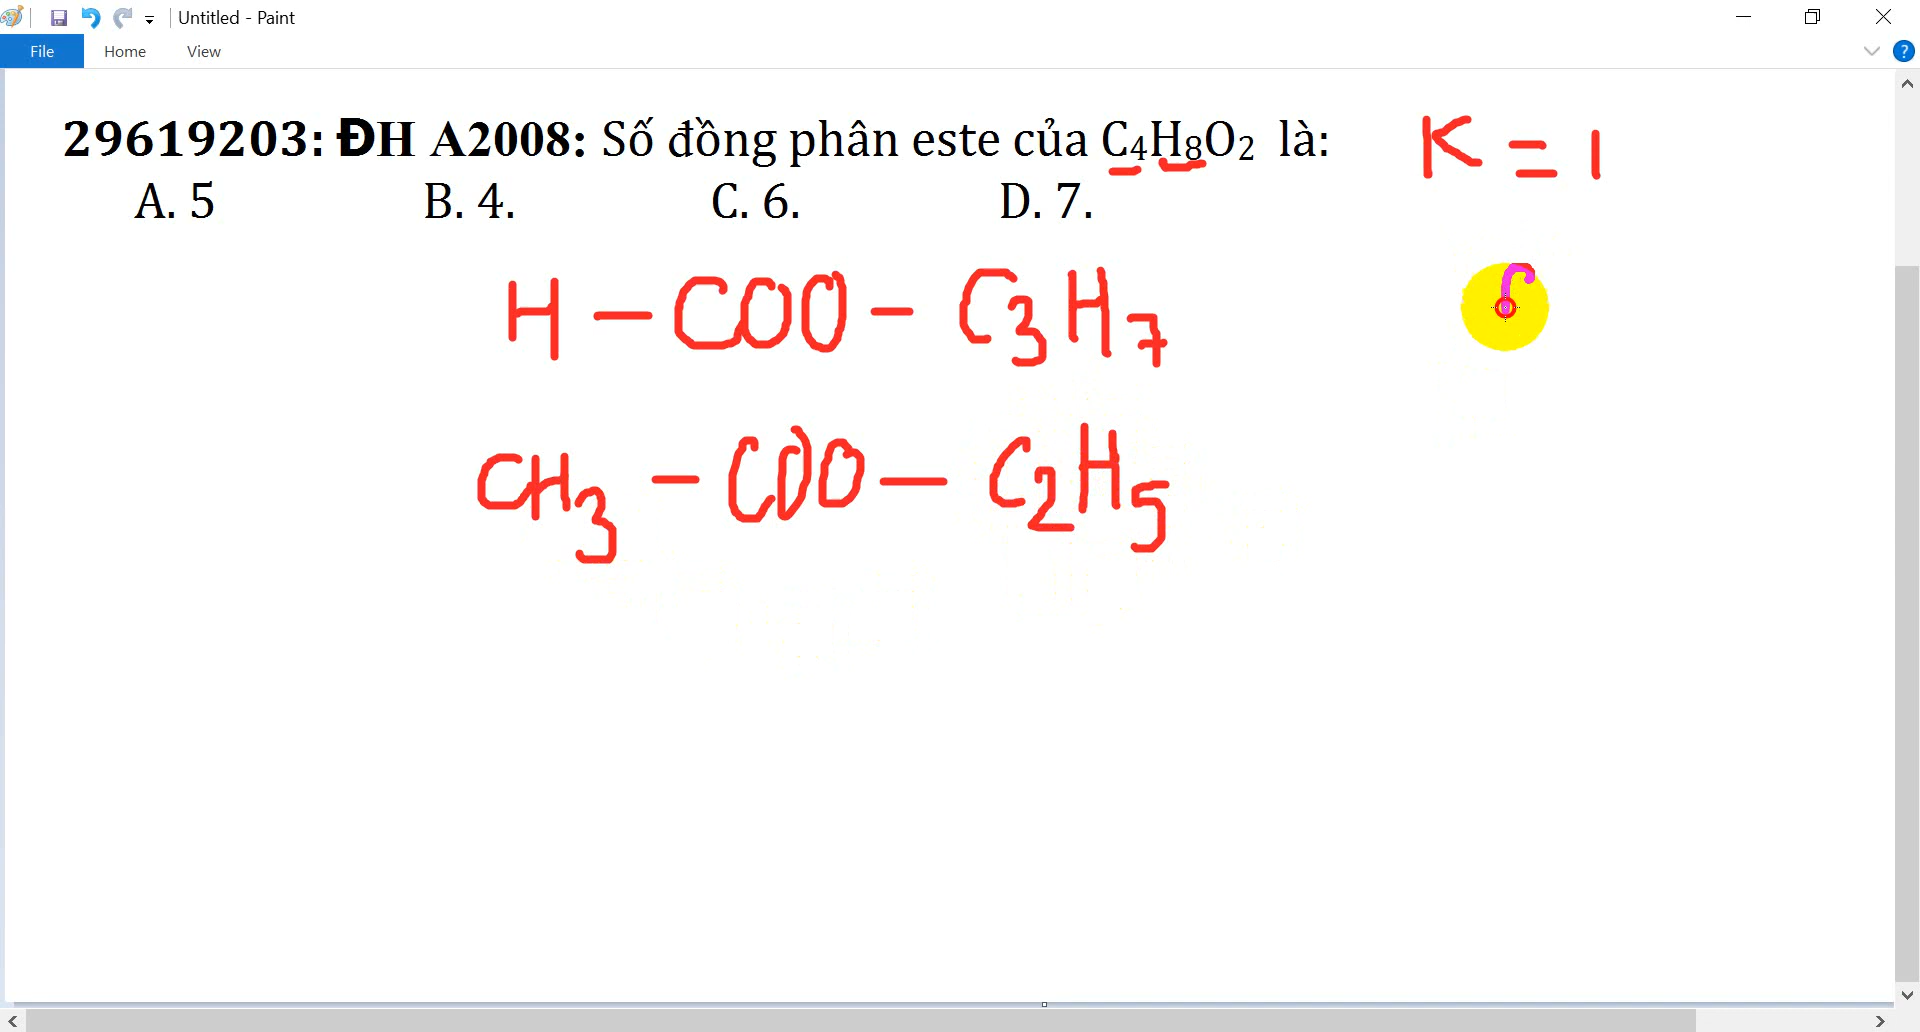 Untitled - Paint
File Home View
29619203: ĐH A2008: Số đồng phân este của C₄H₈O₂ là:
K = 1
A. 5 B. 4. C. 6. D. 7.
H - COO - C₃H₇
CH₃ - COO - C₂H₅